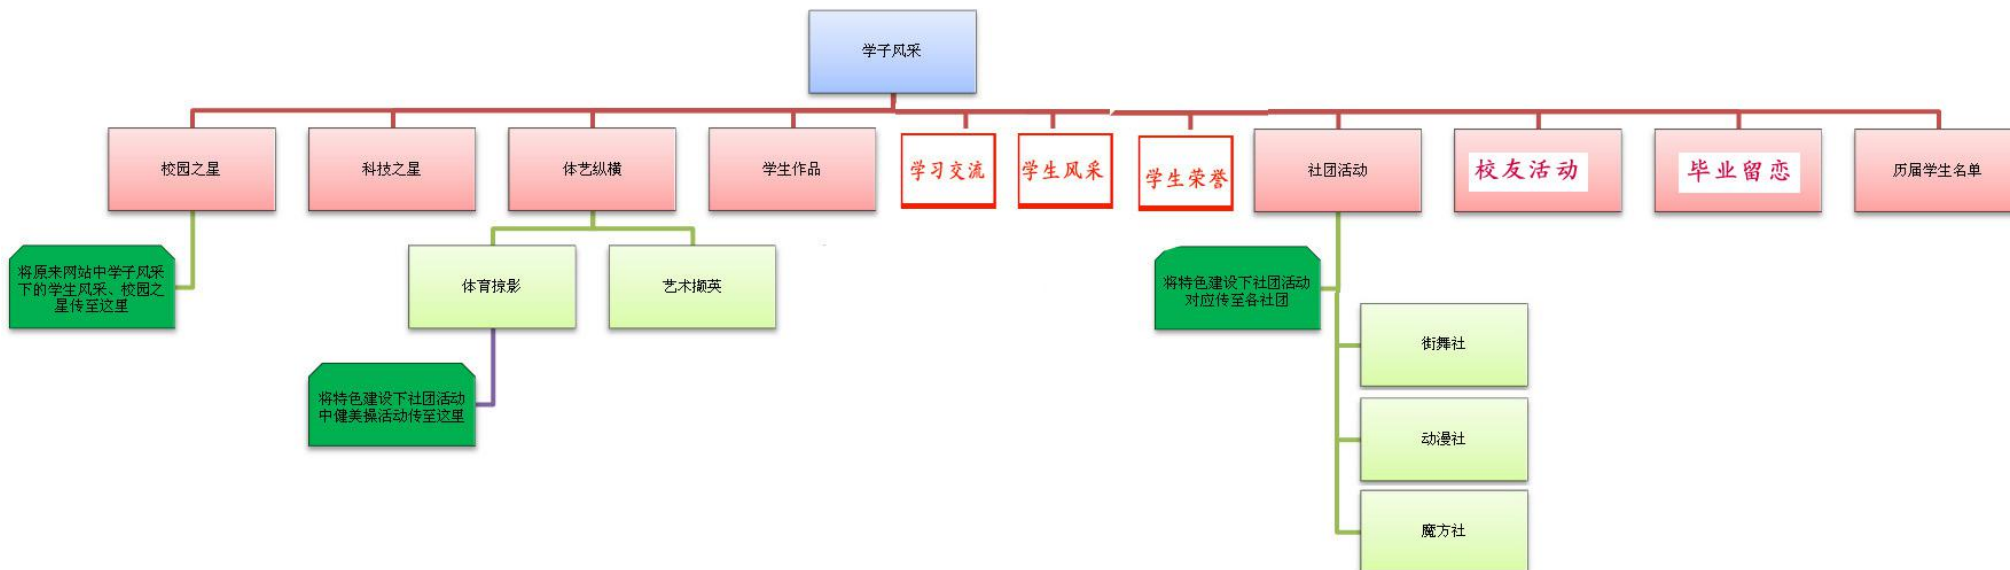 学子风采
校园之星
科技之星
体艺纵横
学生作品
学习交流
学生风采
学生荣誉
社团活动
校友活动
毕业留恋
历届学生名单
将原来网站中学子风采
下的学生风采、校园之
星传至这里
体育掠影
艺术撷英
将特色建设下社团活动
对应传至各社团
将特色建设下社团活动
中健美操活动传至这里
街舞社
动漫社
魔方社